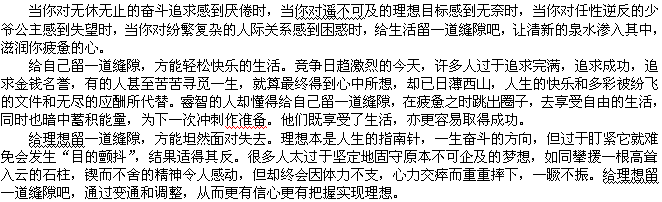 当你对无休无止的奋斗追求感到厌倦时，当你对遥不可及的理想目标感到无奈时，当你对任性逆反的少
爷公主感到失望时，当你对纷繁复杂的人际关系感到困惑时，给生活留一道缝隙吧，让清新的泉水渗入其中，
滋润你疲惫的心。
给自己留一道缝隙，方能轻松快乐的生活。竞争日趋激烈的今天，许多人过于追求完满，追求成功，追
求金钱名誉，有的人甚至苦苦寻觅一生，就算最终得到心中所想，却已日薄西山，人生的快乐和多彩被纷飞
的文件和无尽的应酬所代替。睿智的人却懂得给自己留一道缝隙，在疲惫之时跳出圈子，去享受自由的生活，
同时也暗中蓄积能量，为下一次冲刺作准备。他们既享受了生活，亦更容易取得成功。
给理想留一道缝隙，方能坦然面对失去。理想本是人生的指南针，一生奋斗的方向，但过于盯紧它就难
免会发生“目的颤抖”，结果适得其反。很多人太过于坚定地固守原本不可企及的梦想，如同攀援一根高耸
入云的石柱，锲而不舍的精神令人感动，但却终会因体力不支，心力交瘁而重重摔下，一蹶不振。给理想留
一道缝隙吧，通过变通和调整，从而更有信心更有把握实现理想。